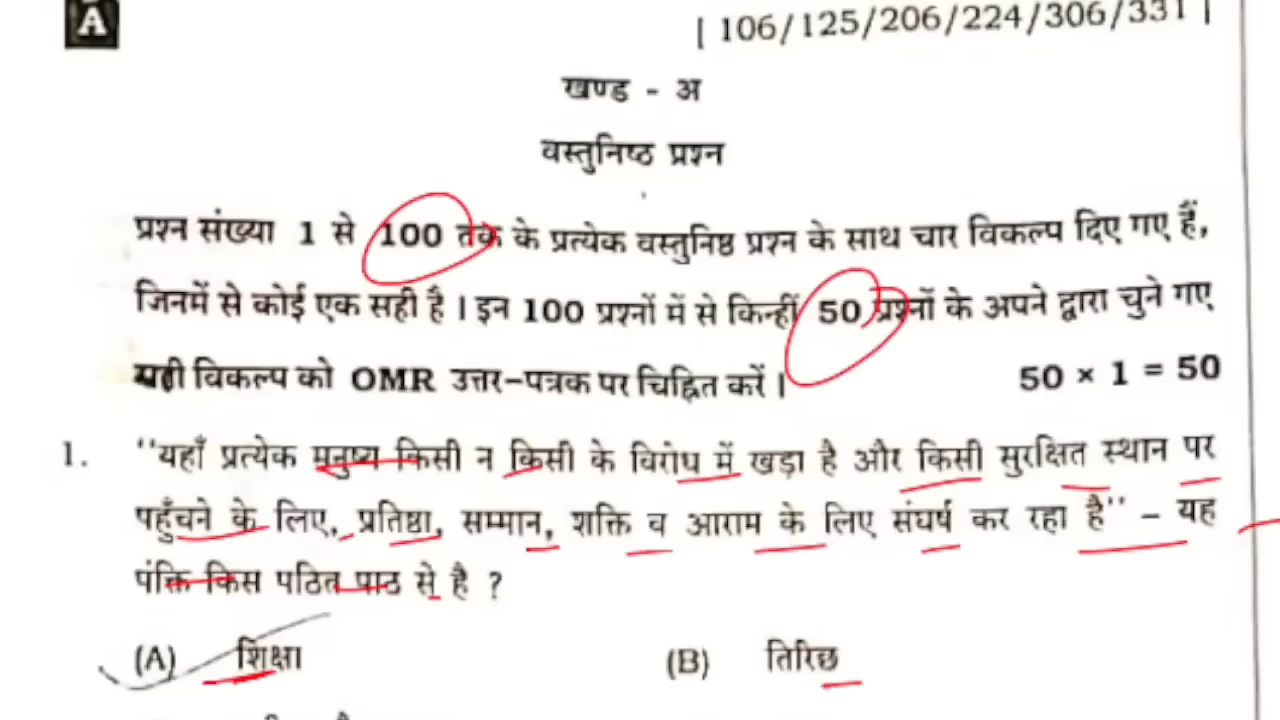 A
[ 106/125/206/224/306/331 ]
खण्ड - अ
वस्तुनिष्ठ प्रश्न
प्रश्न संख्या 1 से 100 तक के प्रत्येक वस्तुनिष्ठ प्रश्न के साथ चार विकल्प दिए गए हैं,
जिनमें से कोई एक सही है । इन 100 प्रश्नों में से किन्हीं 50 प्रश्नों के अपने द्वारा चुने गए
सही विकल्प को OMR उत्तर-पत्रक पर चिह्नित करें ।
50 × 1 = 50
1. "यहाँ प्रत्येक मनुष्य किसी न किसी के विरोध में खड़ा है और किसी सुरक्षित स्थान पर
पहुँचने के लिए, प्रतिष्ठा, सम्मान, शक्ति व आराम के लिए संघर्ष कर रहा है" – यह
पंक्ति किस पठित पाठ से है ?
(A) शिक्षा
(B) तिरिछ